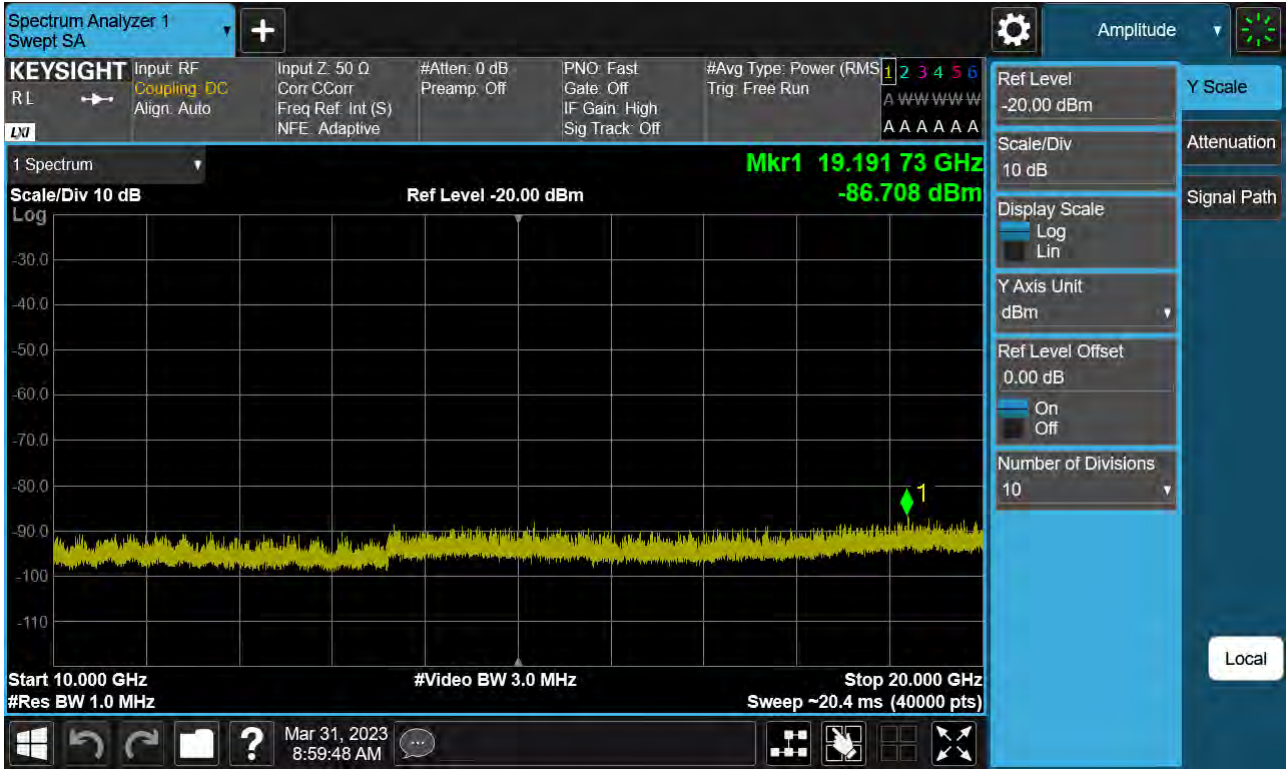 Spectrum Analyzer 1
Swept SA
+
Amplitude
KEYSIGHT
R L
LXI
Input: RF
Coupling: DC
Align: Auto
Input Z: 50 Ω
Corr CCorr
Freq Ref: Int (S)
NFE: Adaptive
#Atten: 0 dB
Preamp: Off
PNO: Fast
Gate: Off
IF Gain: High
Sig Track: Off
#Avg Type: Power (RMS
Trig: Free Run
1 2 3 4 5 6
A W W W W W
A A A A A A
1 Spectrum
Scale/Div 10 dB
Ref Level -20.00 dBm
Mkr1 19.191 73 GHz
-86.708 dBm
Log
-30.0
-40.0
-50.0
-60.0
-70.0
-80.0
-90.0
-100
-110
1
Start 10.000 GHz
#Res BW 1.0 MHz
#Video BW 3.0 MHz
Stop 20.000 GHz
Sweep ~20.4 ms (40000 pts)
Ref Level
-20.00 dBm
Scale/Div
10 dB
Display Scale
Log
Lin
Y Axis Unit
dBm
Ref Level Offset
0.00 dB
On
Off
Number of Divisions
10
Y Scale
Attenuation
Signal Path
Local
?
Mar 31, 2023
8:59:48 AM